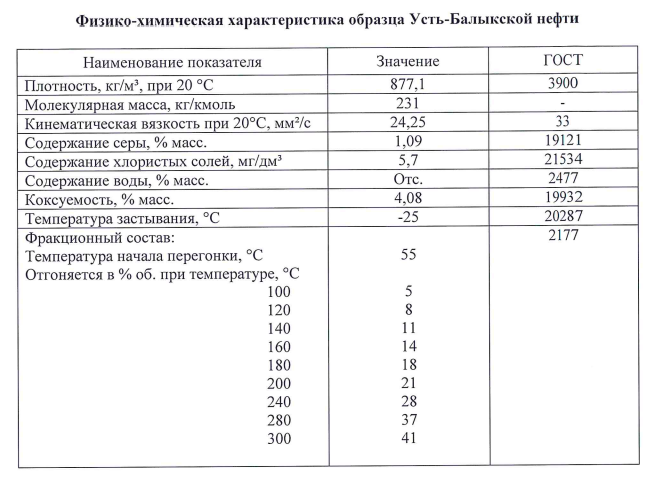 Физико-химическая характеристика образца Усть-Балыкской нефти
Наименование показателя Значение ГОСТ
Плотность, кг/м³, при 20 °С 877,1 3900
Молекулярная масса, кг/кмоль 231 -
Кинематическая вязкость при 20°С, мм²/с 24,25 33
Содержание серы, % масс. 1,09 19121
Содержание хлористых солей, мг/дм³ 5,7 21534
Содержание воды, % масс. Отс. 2477
Коксуемость, % масс. 4,08 19932
Температура застывания, °С -25 20287
Фракционный состав: 2177
Температура начала перегонки, °С 55
Отгоняется в % об. при температуре, °С
100 5
120 8
140 11
160 14
180 18
200 21
240 28
280 37
300 41